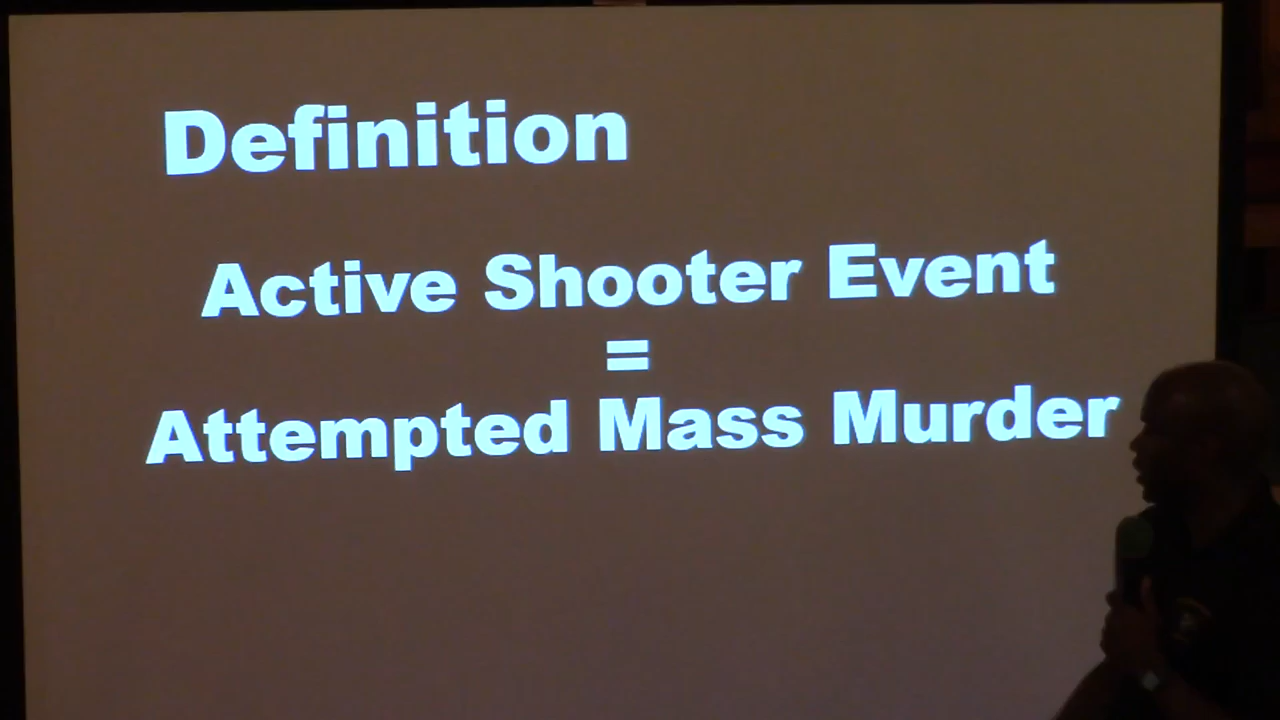 Definition
Active Shooter Event
=
Attempted Mass Murder